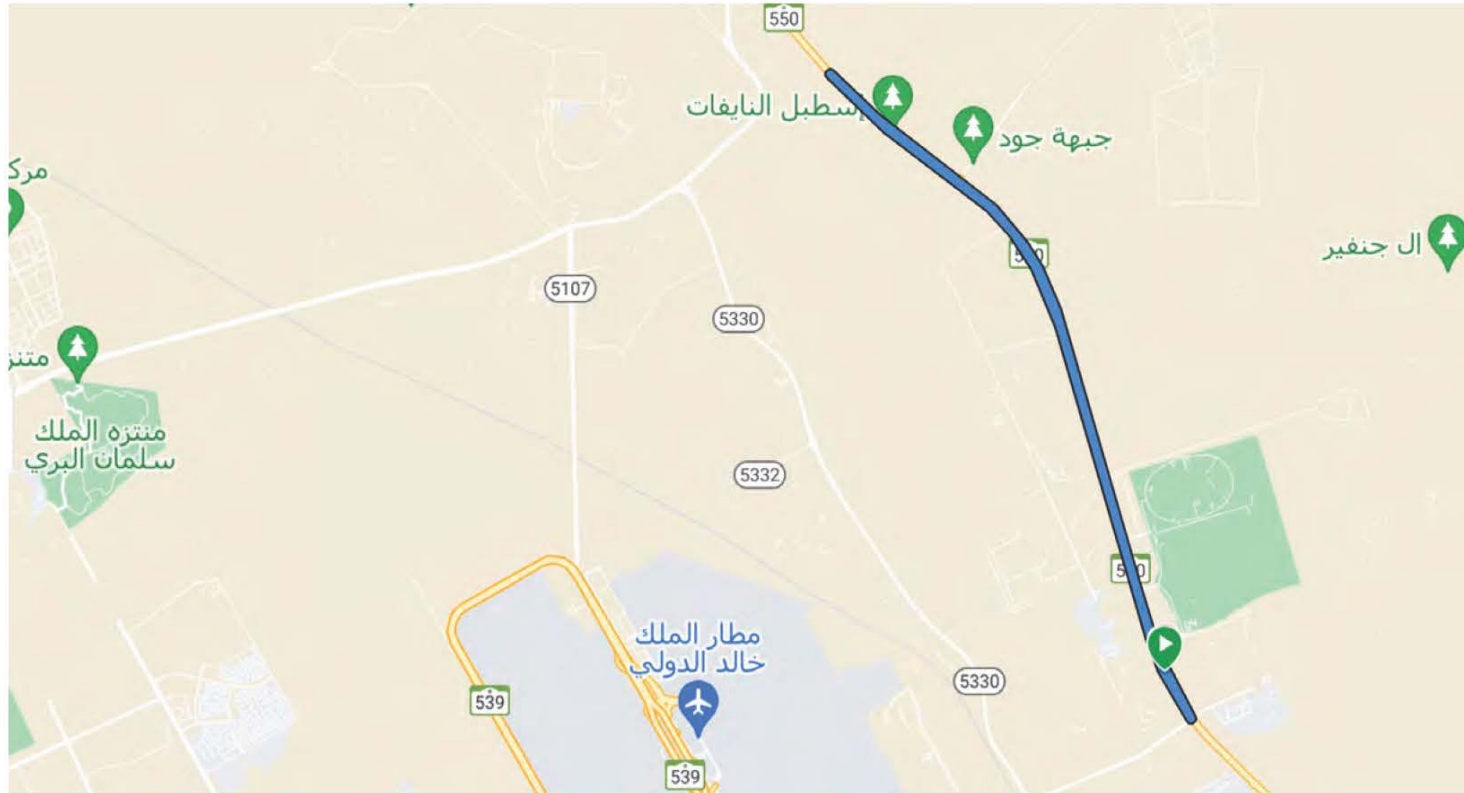 550
إسطبل النايفات
جبهة جود
مركز
ال جنفير
5107
5330
متنز
منتزه الملك
سلمان البري
5332
مطار الملك
خالد الدولي
5330
539
539